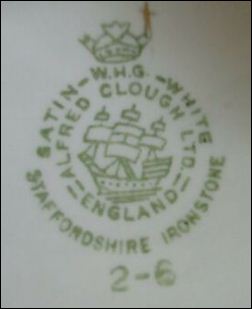 SATIN-W.H.G.-WHITE
ALFRED CLOUGH LTD.
-ENGLAND-
STAFFORDSHIRE IRONSTONE
2-6